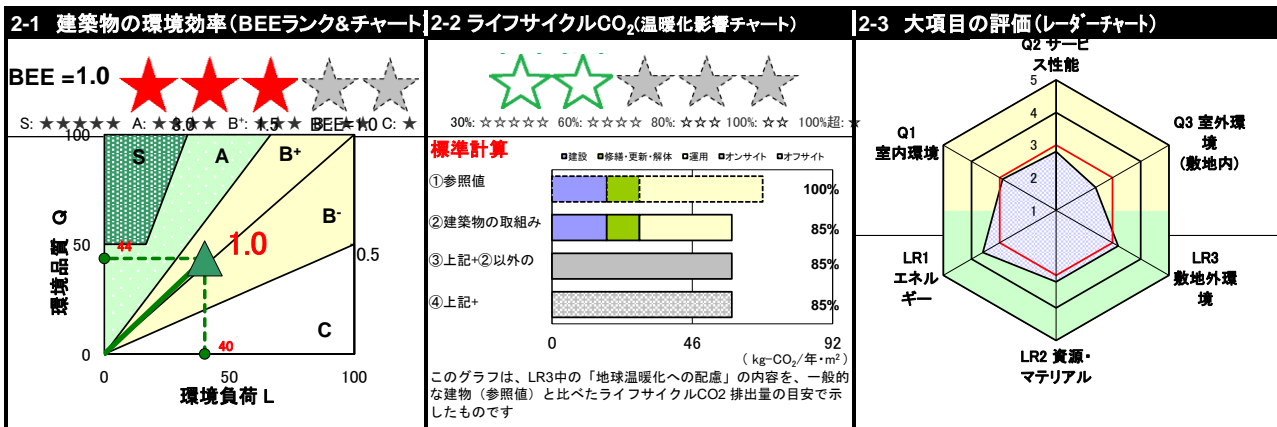 2-1 建築物の環境効率(BEEランク&チャート)
BEE = 1.0
S: ★★★★★ A: ★★★★ B⁺: ★★★ B⁻: ★★ C: ★
3.0
1.5
BEE=1.0
100
S
A
B⁺
B⁻
1.0
環境品質 Q
50
44
0.5
C
40
0
0
50
100
環境負荷 L
2-2 ライフサイクルCO₂(温暖化影響チャート)
30%: ☆☆☆☆☆ 60%: ☆☆☆☆ 80%: ☆☆☆ 100%: ☆☆ 100%超: ★
標準計算
■建設 ■修繕・更新・解体 □運用 ■オンサイト ■オフサイト
①参照値 100%
②建築物の取組み 85%
③上記+②以外の 85%
④上記+ 85%
0 46 92
( kg-CO₂/年・m²)
このグラフは、LR3中の「地球温暖化への配慮」の内容を、一般的
な建物(参照値)と比べたライフサイクルCO2 排出量の目安で示
したものです
2-3 大項目の評価(レーダーチャート)
Q2 サービ
ス性能
5
4
3
2
1
Q1
室内環境
Q3 室外環
境
(敷地内)
LR1
エネル
ギー
LR3
敷地外環
境
LR2 資源・
マテリアル